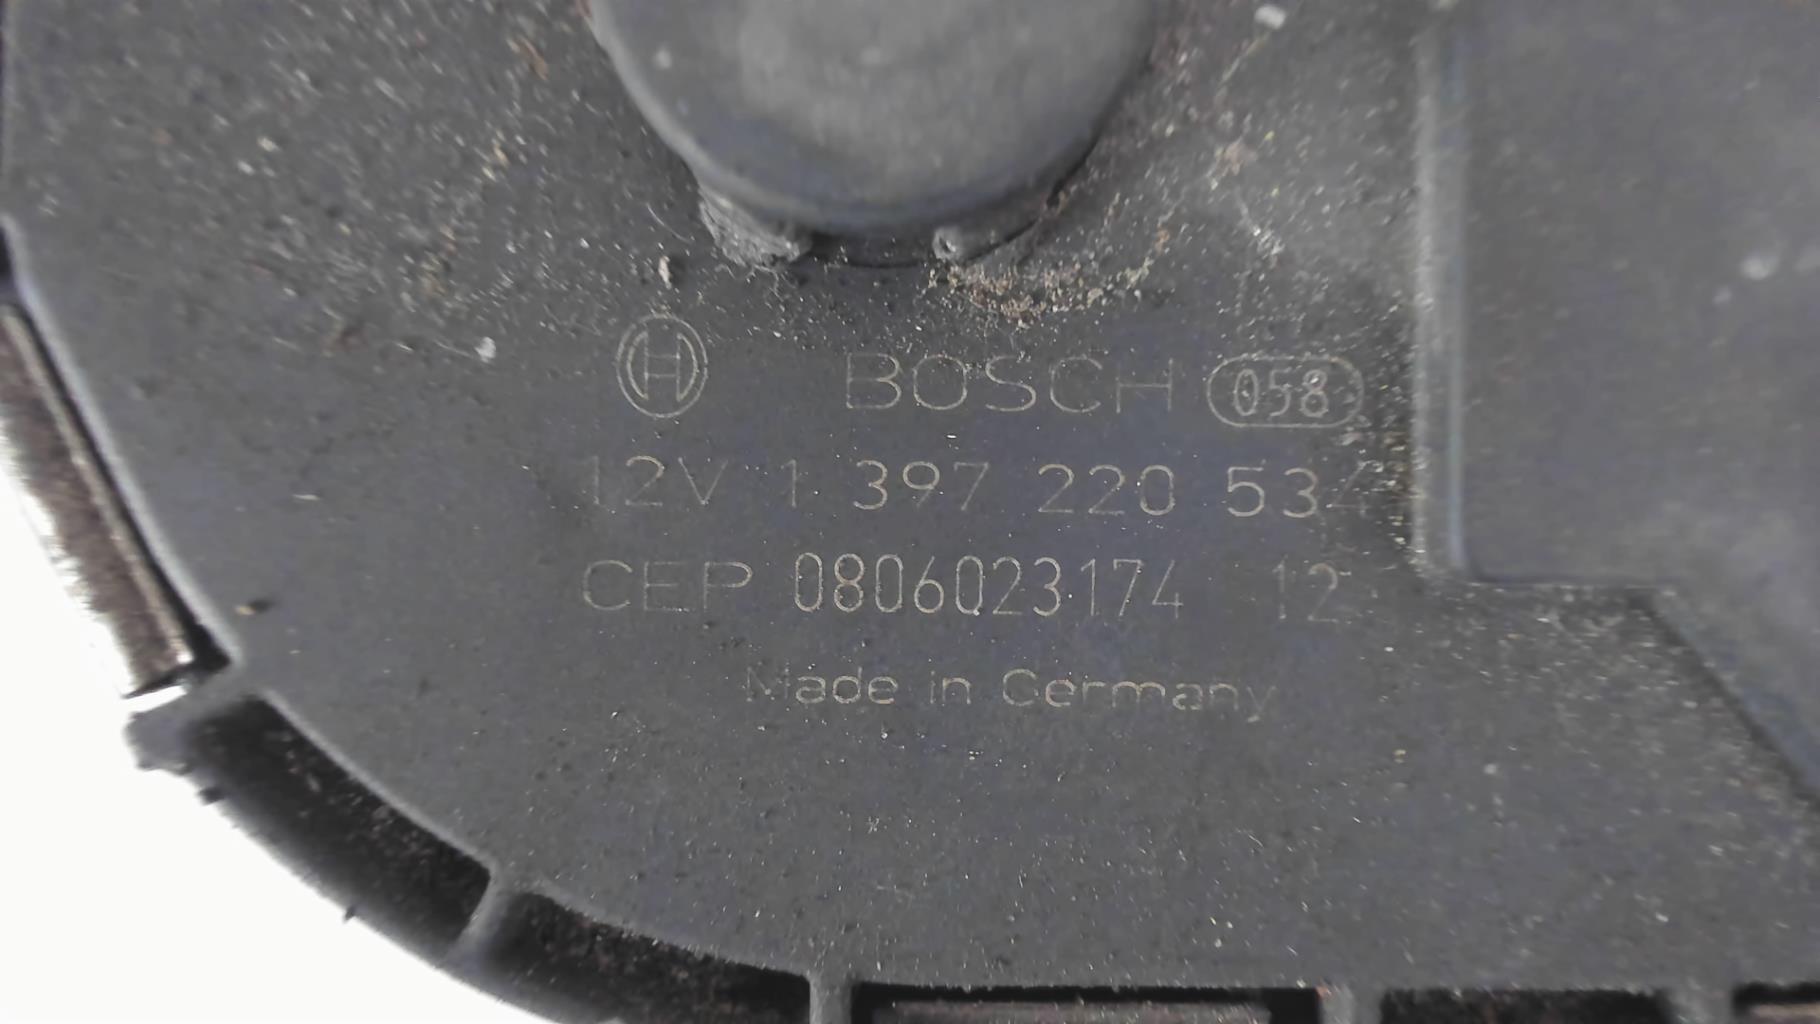 BOSCH 058
12V 1 397 220 534
CEP 0806023174 12
Made in Germany